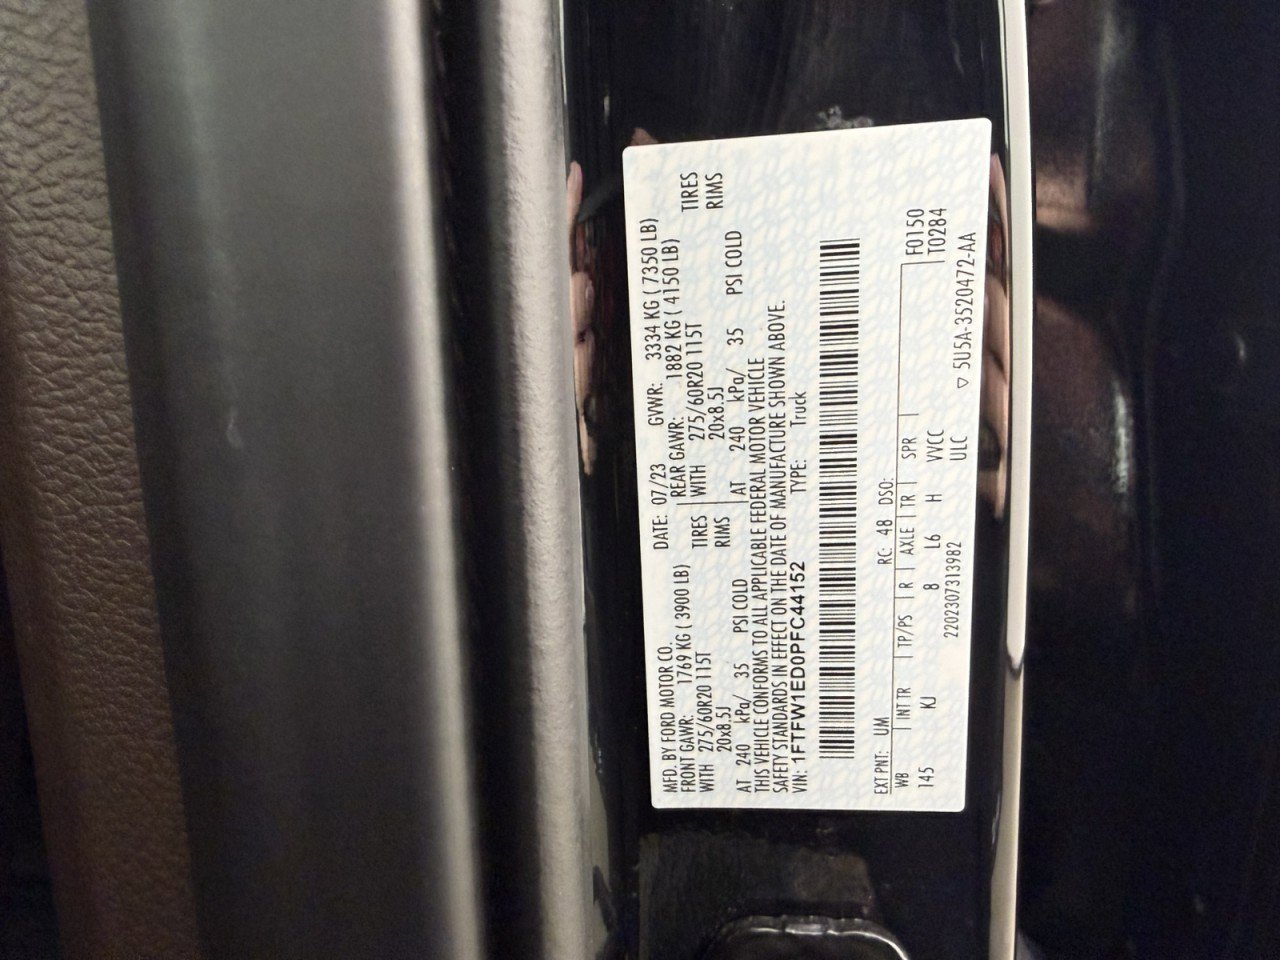 MFD. BY FORD MOTOR CO.
DATE: 07/23 GVWR: 3334 KG ( 7350 LB)
FRONT GAWR: 1769 KG ( 3900 LB) REAR GAWR: 1882 KG ( 4150 LB)
WITH 275/60R20 115T TIRES WITH 275/60R20 115T TIRES
20x8.5J RIMS 20x8.5J RIMS
AT 240 kPa/ 35 PSI COLD AT 240 kPa/ 35 PSI COLD
THIS VEHICLE CONFORMS TO ALL APPLICABLE FEDERAL MOTOR VEHICLE
SAFETY STANDARDS IN EFFECT ON THE DATE OF MANUFACTURE SHOWN ABOVE.
VIN: 1FTFW1ED0PFC44152 TYPE: Truck
EXT PNT: UM RC: 48 DSO:
WB INT TR TP/PS R AXLE TR SPR F0150
145 KJ 8 L6 H VVCC T0284
2202307313982 ULC ▽ 5U5A-3520472-AA